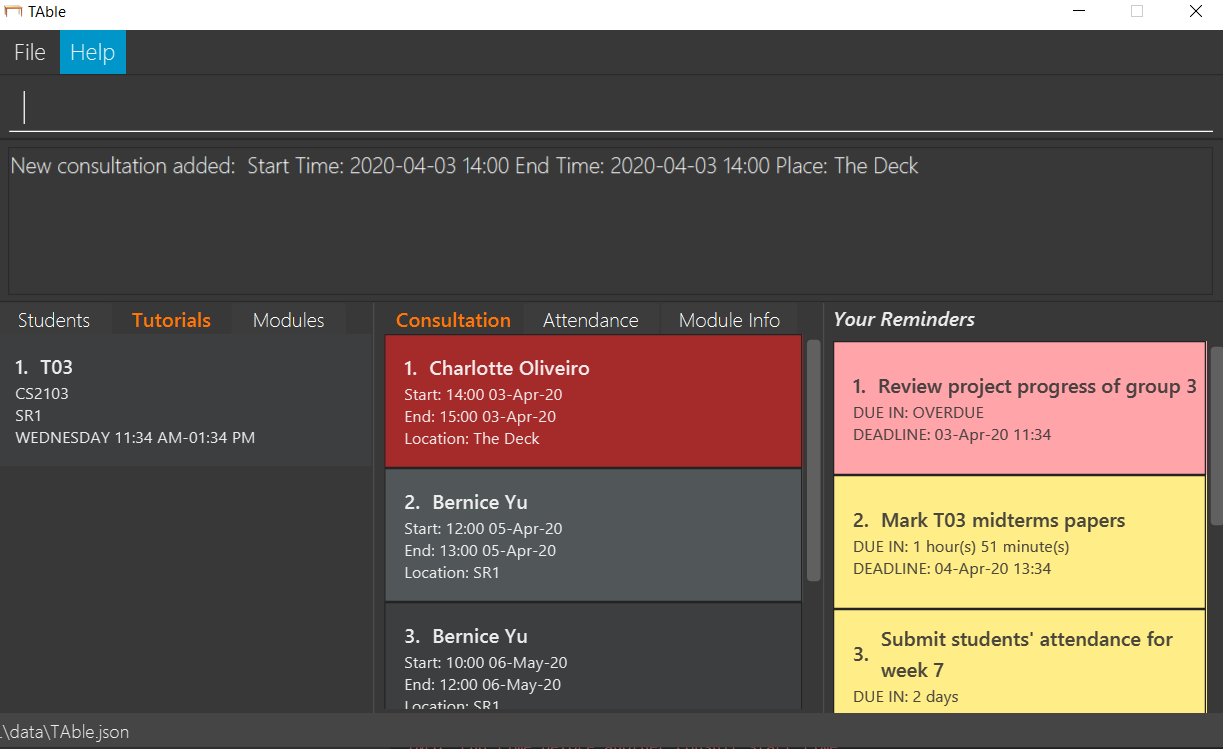 TAble
File Help
New consultation added:  Start Time: 2020-04-03 14:00 End Time: 2020-04-03 14:00 Place: The Deck
Students Tutorials Modules
1. T03
CS2103
SR1
WEDNESDAY 11:34 AM-01:34 PM
Consultation Attendance Module Info
1. Charlotte Oliveiro
Start: 14:00 03-Apr-20
End: 15:00 03-Apr-20
Location: The Deck
2. Bernice Yu
Start: 12:00 05-Apr-20
End: 13:00 05-Apr-20
Location: SR1
3. Bernice Yu
Start: 10:00 06-May-20
End: 12:00 06-May-20
Location: SR1
Your Reminders
1. Review project progress of group 3
DUE IN: OVERDUE
DEADLINE: 03-Apr-20 11:34
2. Mark T03 midterms papers
DUE IN: 1 hour(s) 51 minute(s)
DEADLINE: 04-Apr-20 13:34
3. Submit students' attendance for
week 7
DUE IN: 2 days
.\data\TAble.json